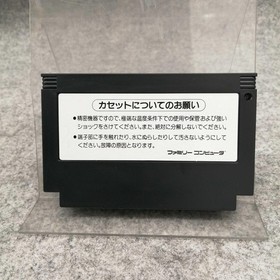 カセットについてのお願い
●精密機器ですので、極端な温度条件下での使用や保管および強い
ショックをさけてください。また、絶対に分解しないでください。
●端子部に手を触れたり、水にぬらしたりして汚さないようにして
ください。故障の原因となります。
ファミリー コンピュータ